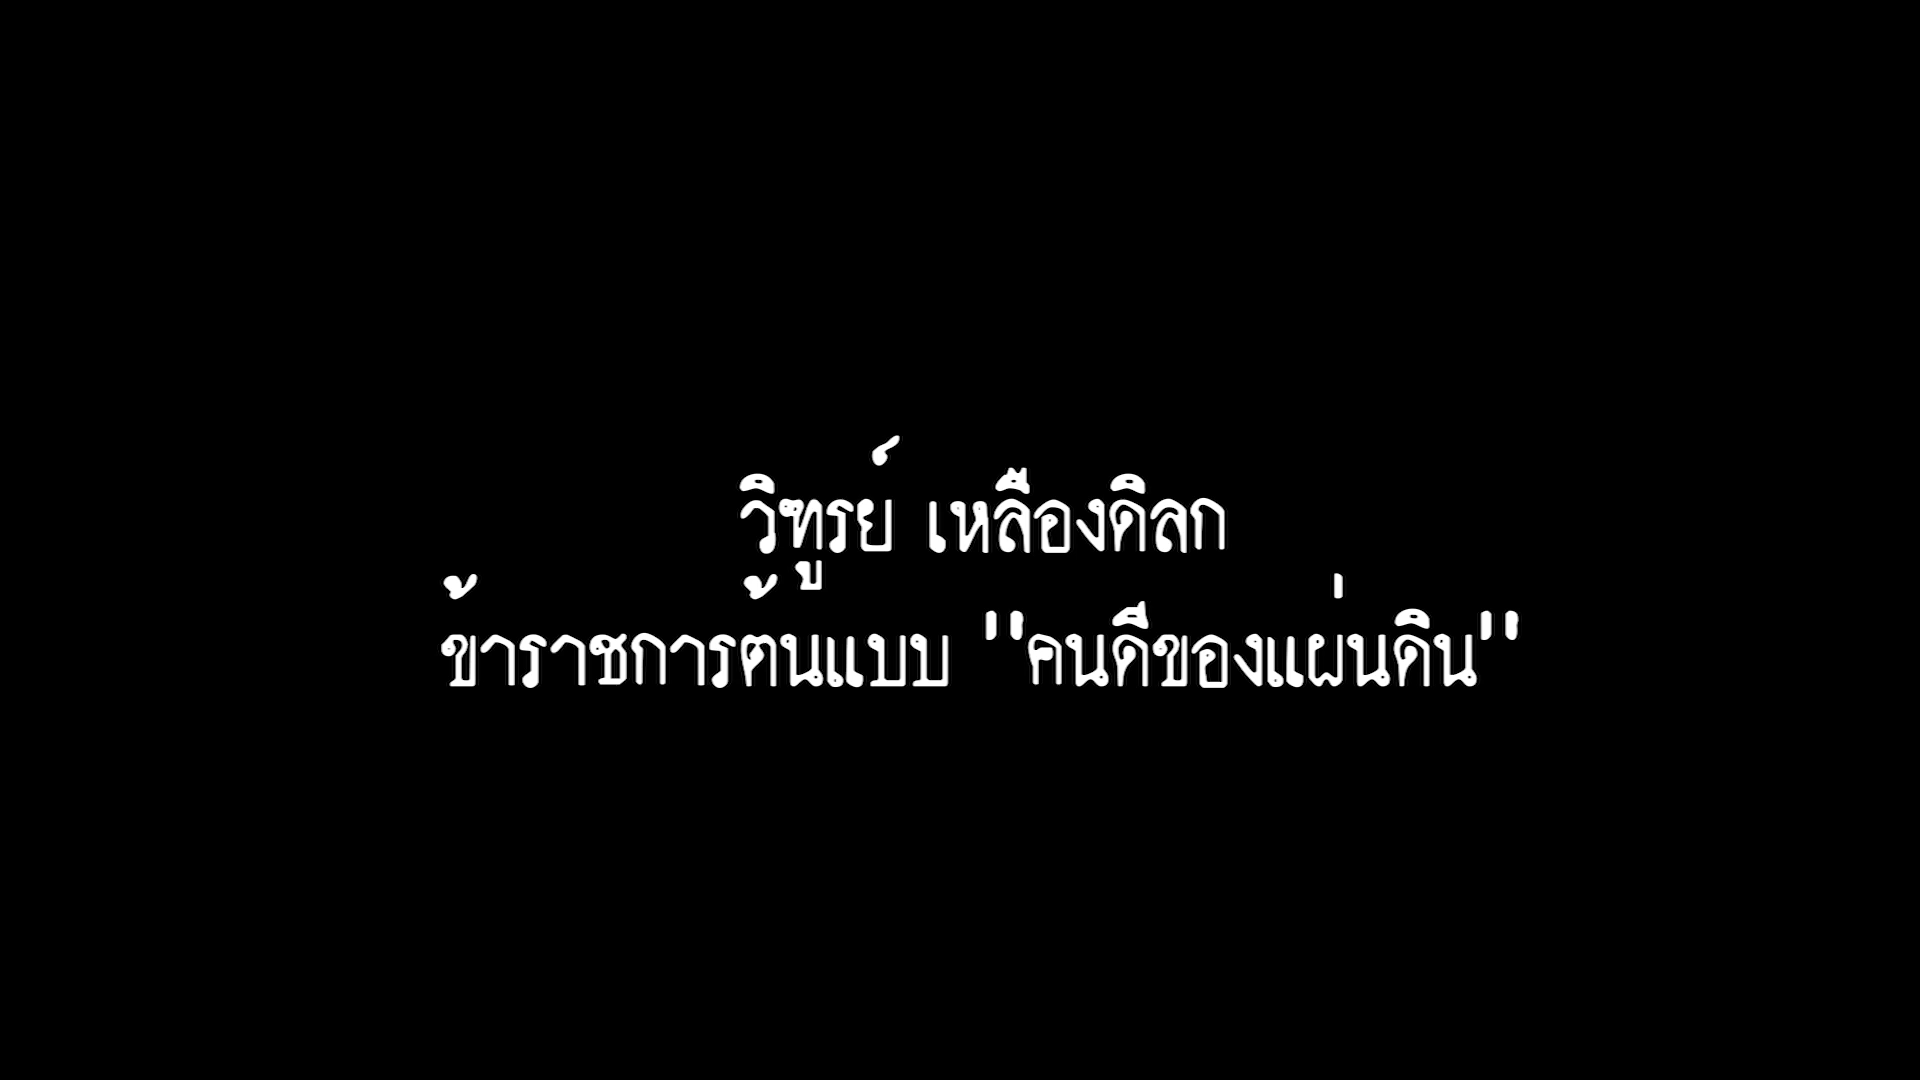 วิฑูรย์ เหลืองดิลก
ข้าราชการต้นแบบ "คนดีของแผ่นดิน"